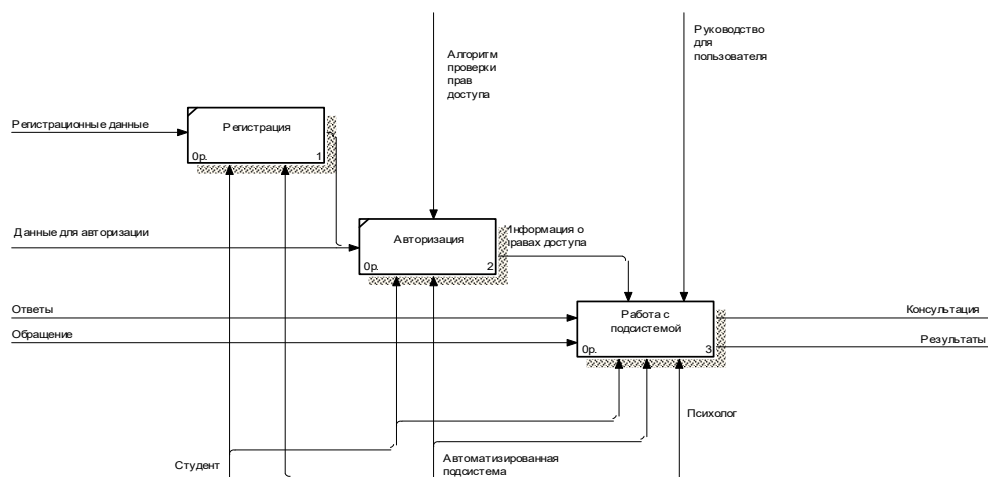 Руководство
для
пользователя
Алгоритм
проверки
прав
доступа
Регистрационные данные
Регистрация
0р. 1
Данные для авторизации
Авторизация
0р. 2
Информация о
правах доступа
Ответы
Обращение
Работа с
подсистемой
0р. 3
Консультация
Результаты
Психолог
Студент
Автоматизированная
подсистема